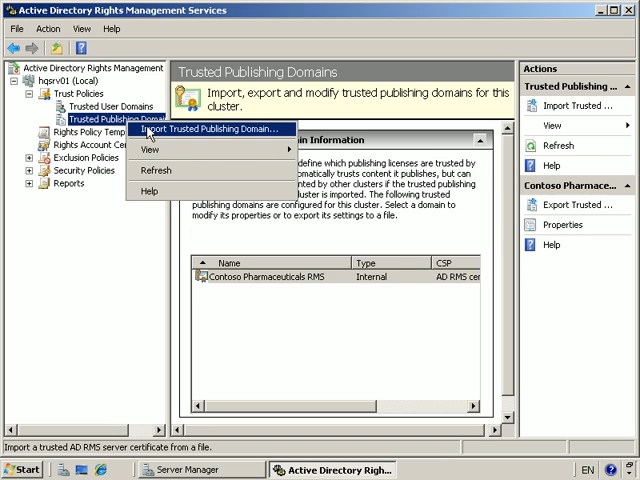 Active Directory Rights Management Services
File Action View Help
Active Directory Rights Management
hqsrv01 (Local)
Trust Policies
Trusted User Domains
Trusted Publishing Domai
Rights Policy Temp
Rights Account Cer
Exclusion Policies
Security Policies
Reports
Import Trusted Publishing Domain...
View
Refresh
Help
Trusted Publishing Domains
Import, export and modify trusted publishing domains for this
cluster.
in Information
define which publishing licenses are trusted by
tomatically trusts content it publishes, but can
nted by other clusters if the trusted publishing
cluster is imported. The following trusted
publishing domains are configured for this cluster. Select a domain to
modify its properties or to export its settings to a file.
Name Type CSP
Contoso Pharmaceuticals RMS Internal AD RMS cer
Actions
Trusted Publishing ...
Import Trusted ...
View
Refresh
Help
Contoso Pharmace...
Export Trusted ...
Properties
Help
Import a trusted AD RMS server certificate from a file.
Start Server Manager Active Directory Righ... EN